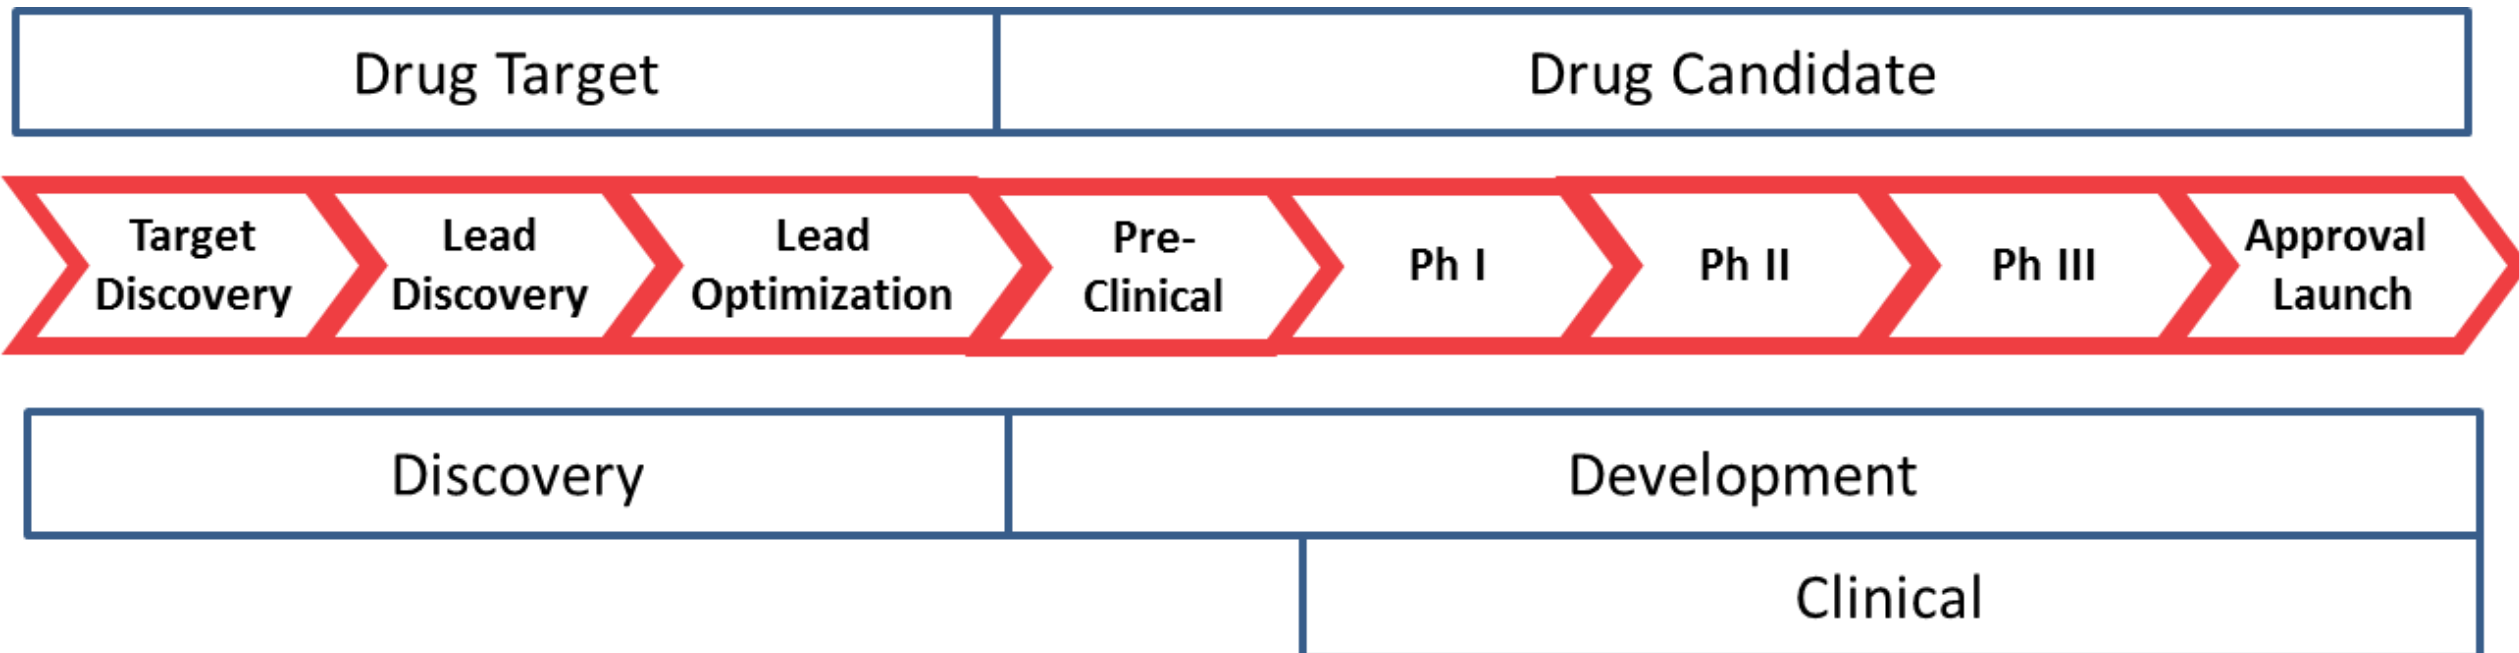 Drug Target
Drug Candidate
Target
Discovery
Lead
Discovery
Lead
Optimization
Pre-
Clinical
Ph I
Ph II
Ph III
Approval
Launch
Discovery
Development
Clinical